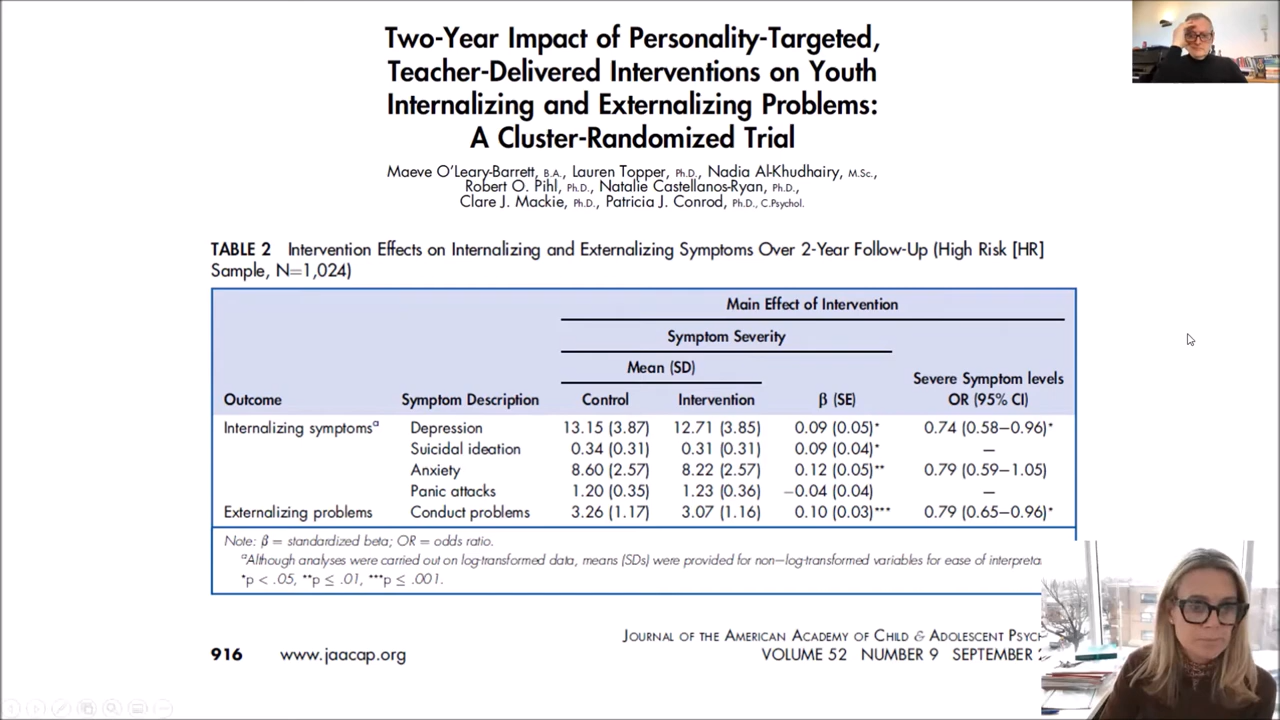 Two-Year Impact of Personality-Targeted,
Teacher-Delivered Interventions on Youth
Internalizing and Externalizing Problems:
A Cluster-Randomized Trial
Maeve O'Leary-Barrett, B.A., Lauren Topper, Ph.D., Nadia Al-Khudhairy, M.Sc.,
Robert O. Pihl, Ph.D., Natalie Castellanos-Ryan, Ph.D.,
Clare J. Mackie, Ph.D., Patricia J. Conrod, Ph.D., C.Psychol.
TABLE 2 Intervention Effects on Internalizing and Externalizing Symptoms Over 2-Year Follow-Up (High Risk [HR]
Sample, N=1,024)
Main Effect of Intervention
Symptom Severity
Mean (SD)
Severe Symptom levels
Outcome Symptom Description Control Intervention β (SE) OR (95% CI)
Internalizing symptomsᵃ Depression 13.15 (3.87) 12.71 (3.85) 0.09 (0.05)* 0.74 (0.58–0.96)*
Suicidal ideation 0.34 (0.31) 0.31 (0.31) 0.09 (0.04)* —
Anxiety 8.60 (2.57) 8.22 (2.57) 0.12 (0.05)** 0.79 (0.59–1.05)
Panic attacks 1.20 (0.35) 1.23 (0.36) −0.04 (0.04) —
Externalizing problems Conduct problems 3.26 (1.17) 3.07 (1.16) 0.10 (0.03)*** 0.79 (0.65–0.96)*
Note: β = standardized beta; OR = odds ratio.
ᵃAlthough analyses were carried out on log-transformed data, means (SDs) were provided for non–log-transformed variables for ease of interpreta
*p < .05, **p ≤ .01, ***p ≤ .001.
JOURNAL OF THE AMERICAN ACADEMY OF CHILD & ADOLESCENT PSYC
916 www.jaacap.org VOLUME 52 NUMBER 9 SEPTEMBER